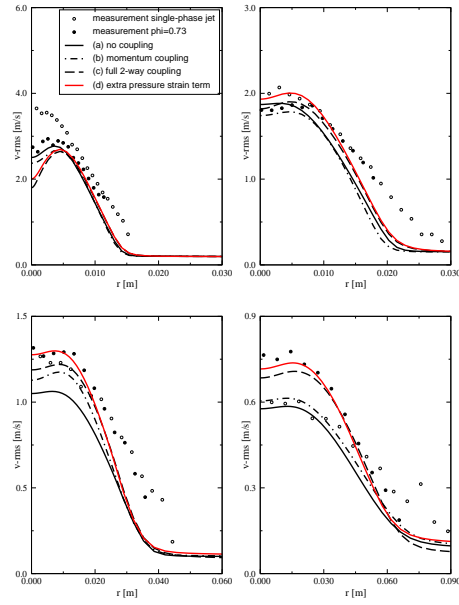 6.0
4.0
2.0
0.0
v-rms [m/s]
0.000
0.010
0.020
0.030
r [m]
measurement single-phase jet
measurement phi=0.73
(a) no coupling
(b) momentum coupling
(c) full 2-way coupling
(d) extra pressure strain term
3.0
2.0
1.0
0.0
v-rms [m/s]
0.000
0.010
0.020
0.030
r [m]
1.5
1.0
0.5
0.0
v-rms [m/s]
0.000
0.020
0.040
0.060
r [m]
0.9
0.6
0.3
0.0
v-rms [m/s]
0.000
0.030
0.060
0.090
r [m]